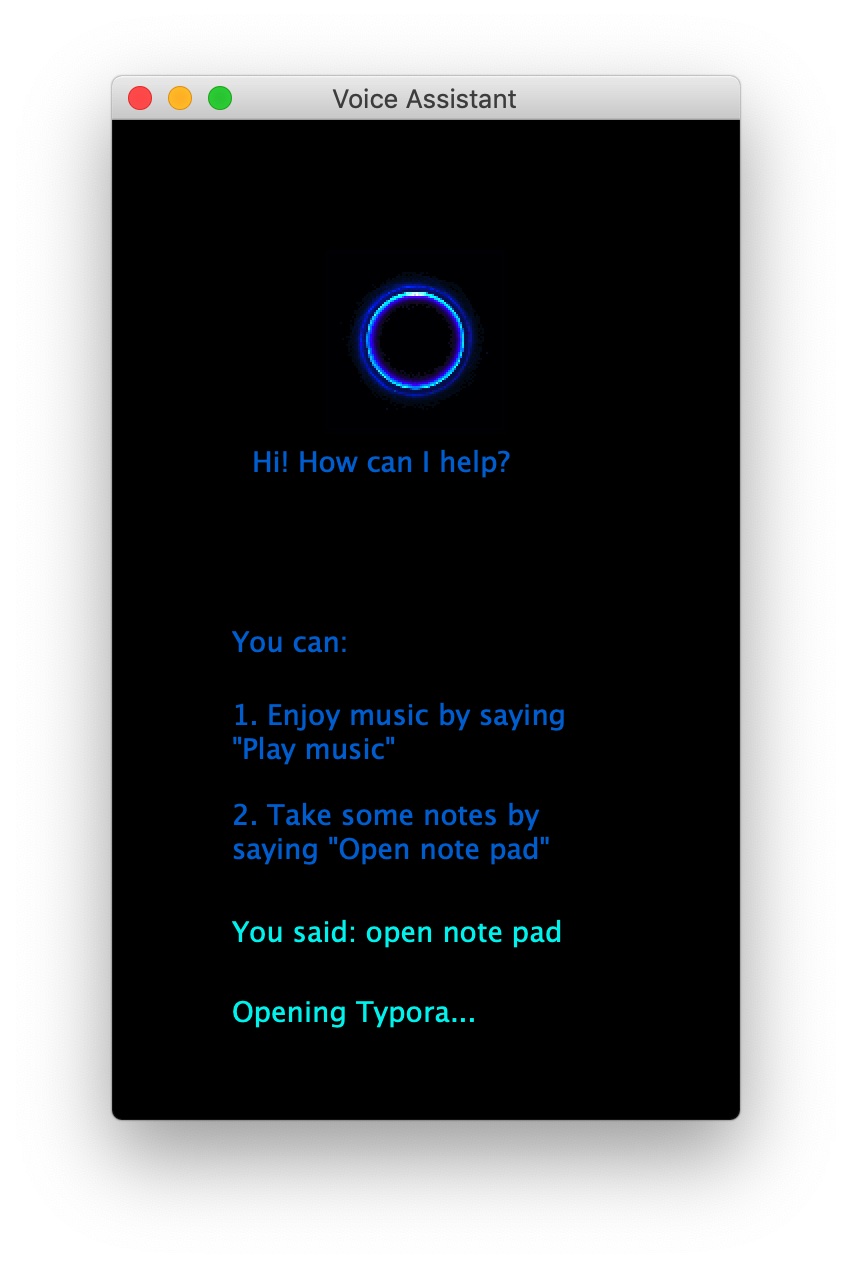 Voice Assistant
Hi! How can I help?
You can:
1. Enjoy music by saying
"Play music"
2. Take some notes by
saying "Open note pad"
You said: open note pad
Opening Typora...